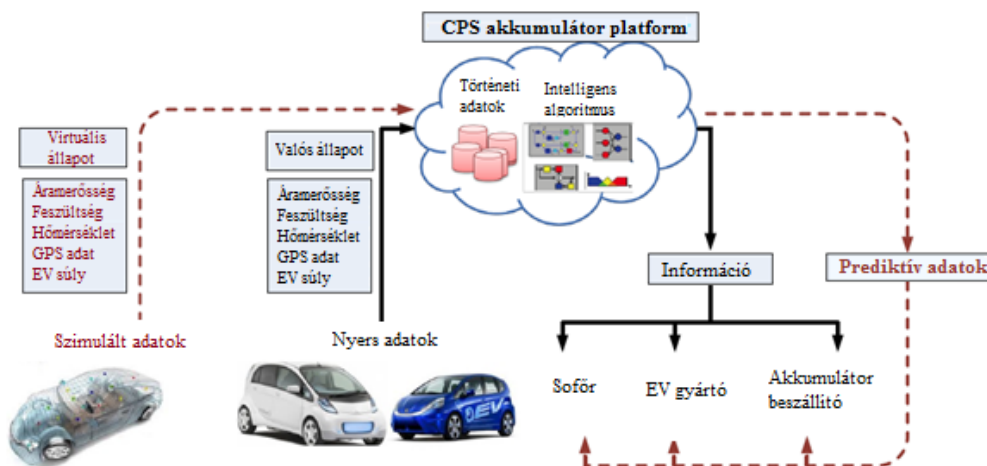 CPS akkumulátor platform
Történeti
adatok
Intelligens
algoritmus
Virtuális
állapot
Áramerősség
Feszültség
Hőmérséklet
GPS adat
EV súly
Valós állapot
Áramerősség
Feszültség
Hőmérséklet
GPS adat
EV súly
Információ
Prediktív adatok
Szimulált adatok
Nyers adatok
Sofőr
EV gyártó
Akkumulátor
beszállító
EV